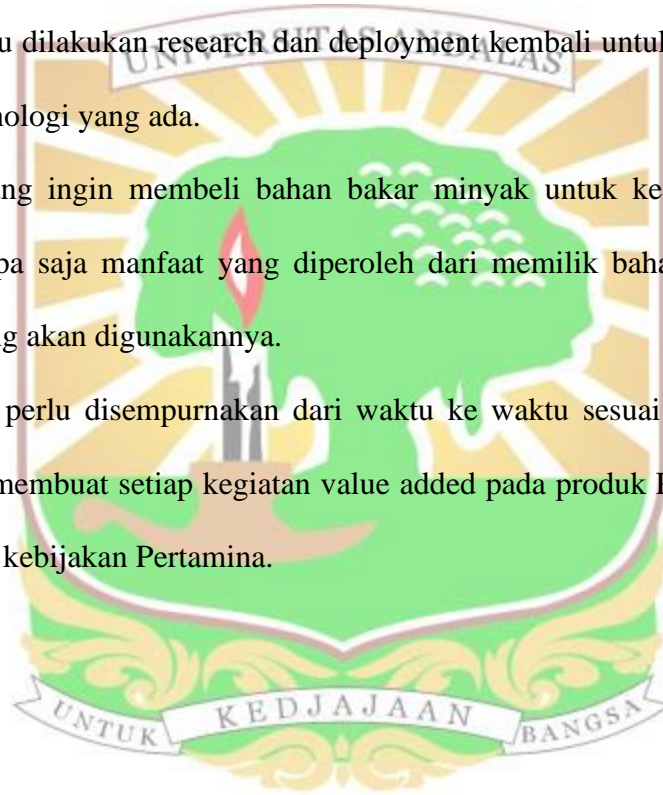 u dilakukan research dan deployment kembali untuk
UNIVERSITAS ANDALAS
nologi yang ada.
ng ingin membeli bahan bakar minyak untuk ke
pa saja manfaat yang diperoleh dari memilik baha
g akan digunakannya.
perlu disempurnakan dari waktu ke waktu sesuai
membuat setiap kegiatan value added pada produk
kebijakan Pertamina.
UNTUK KEDJAJAAN BANGSA